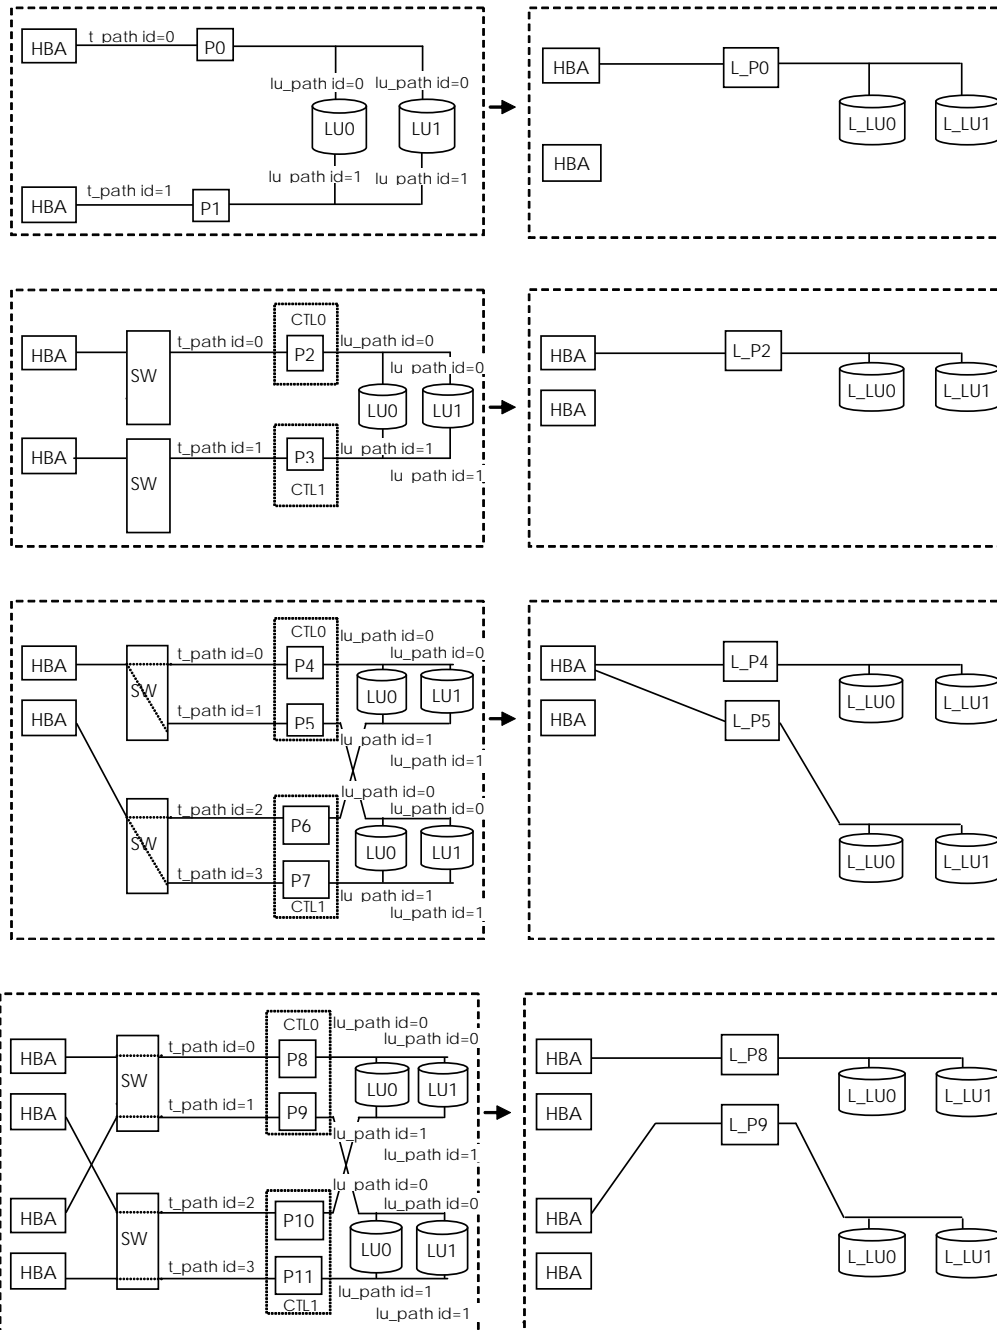 HBA t_path id=0 P0
lu_path id=0 lu_path id=0
LU0 LU1
lu_path id=1 lu_path id=1
HBA t_path id=1 P1
HBA L_P0
L_LU0 L_LU1
HBA
CTL0
HBA SW t_path id=0 P2 lu_path id=0
lu_path id=0
LU0 LU1
HBA SW t_path id=1 P3 lu_path id=1
CTL1 lu_path id=1
HBA L_P2
L_LU0 L_LU1
HBA
CTL0 lu_path id=0
HBA SW t_path id=0 P4 lu_path id=0
LU0 LU1
HBA t_path id=1 P5
lu_path id=1
lu_path id=1
lu_path id=0
SW t_path id=2 P6 lu_path id=0
LU0 LU1
t_path id=3 P7
CTL1 lu_path id=1
lu_path id=1
HBA L_P4
L_LU0 L_LU1
HBA L_P5
L_LU0 L_LU1
CTL0 lu_path id=0
HBA t_path id=0 P8 lu_path id=0
SW LU0 LU1
HBA t_path id=1 P9
lu_path id=1
lu_path id=1
lu_path id=0
HBA t_path id=2 P10 lu_path id=0
SW LU0 LU1
HBA t_path id=3 P11
CTL1 lu_path id=1
lu_path id=1
HBA L_P8
L_LU0 L_LU1
HBA L_P9
HBA
L_LU0 L_LU1
HBA